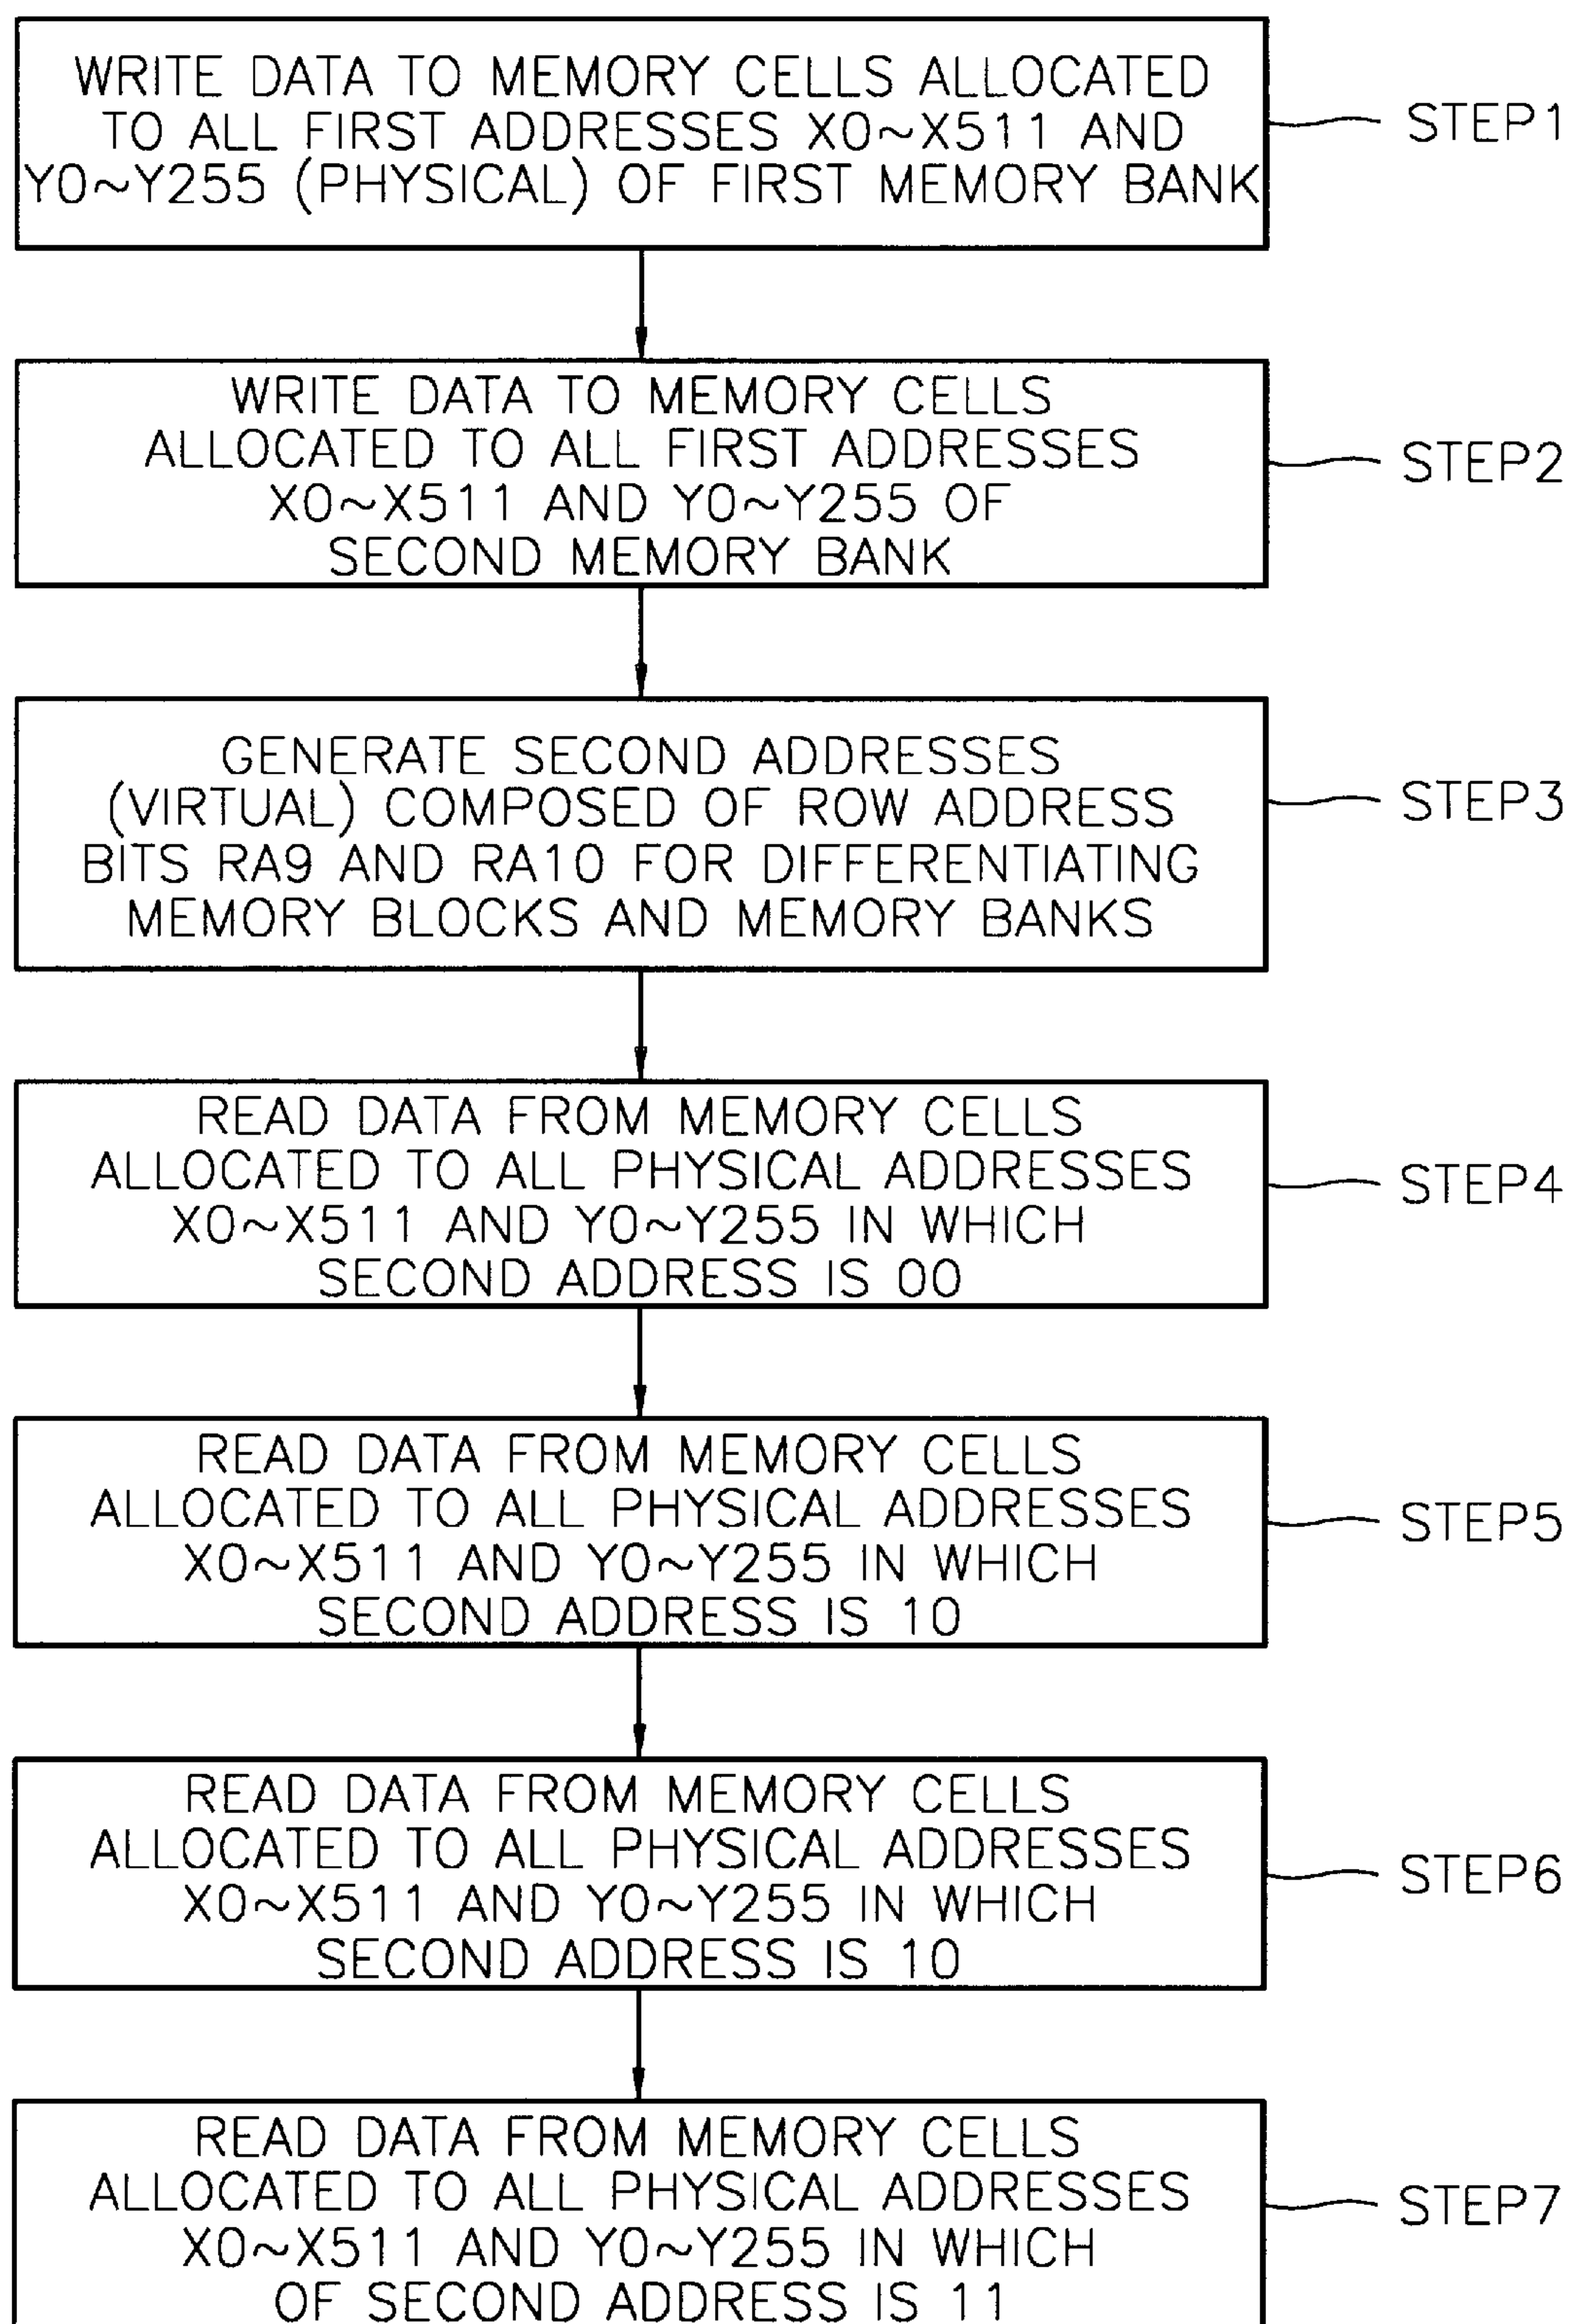 WRITE DATA TO MEMORY CELLS ALLOCATED
TO ALL FIRST ADDRESSES X0~X511 AND
Y0~Y255 (PHYSICAL) OF FIRST MEMORY BANK
STEP1
WRITE DATA TO MEMORY CELLS
ALLOCATED TO ALL FIRST ADDRESSES
X0~X511 AND Y0~Y255 OF
SECOND MEMORY BANK
STEP2
GENERATE SECOND ADDRESSES
(VIRTUAL) COMPOSED OF ROW ADDRESS
BITS RA9 AND RA10 FOR DIFFERENTIATING
MEMORY BLOCKS AND MEMORY BANKS
STEP3
READ DATA FROM MEMORY CELLS
ALLOCATED TO ALL PHYSICAL ADDRESSES
X0~X511 AND Y0~Y255 IN WHICH
SECOND ADDRESS IS 00
STEP4
READ DATA FROM MEMORY CELLS
ALLOCATED TO ALL PHYSICAL ADDRESSES
X0~X511 AND Y0~Y255 IN WHICH
SECOND ADDRESS IS 10
STEP5
READ DATA FROM MEMORY CELLS
ALLOCATED TO ALL PHYSICAL ADDRESSES
X0~X511 AND Y0~Y255 IN WHICH
SECOND ADDRESS IS 10
STEP6
READ DATA FROM MEMORY CELLS
ALLOCATED TO ALL PHYSICAL ADDRESSES
X0~X511 AND Y0~Y255 IN WHICH
OF SECOND ADDRESS IS 11
STEP7